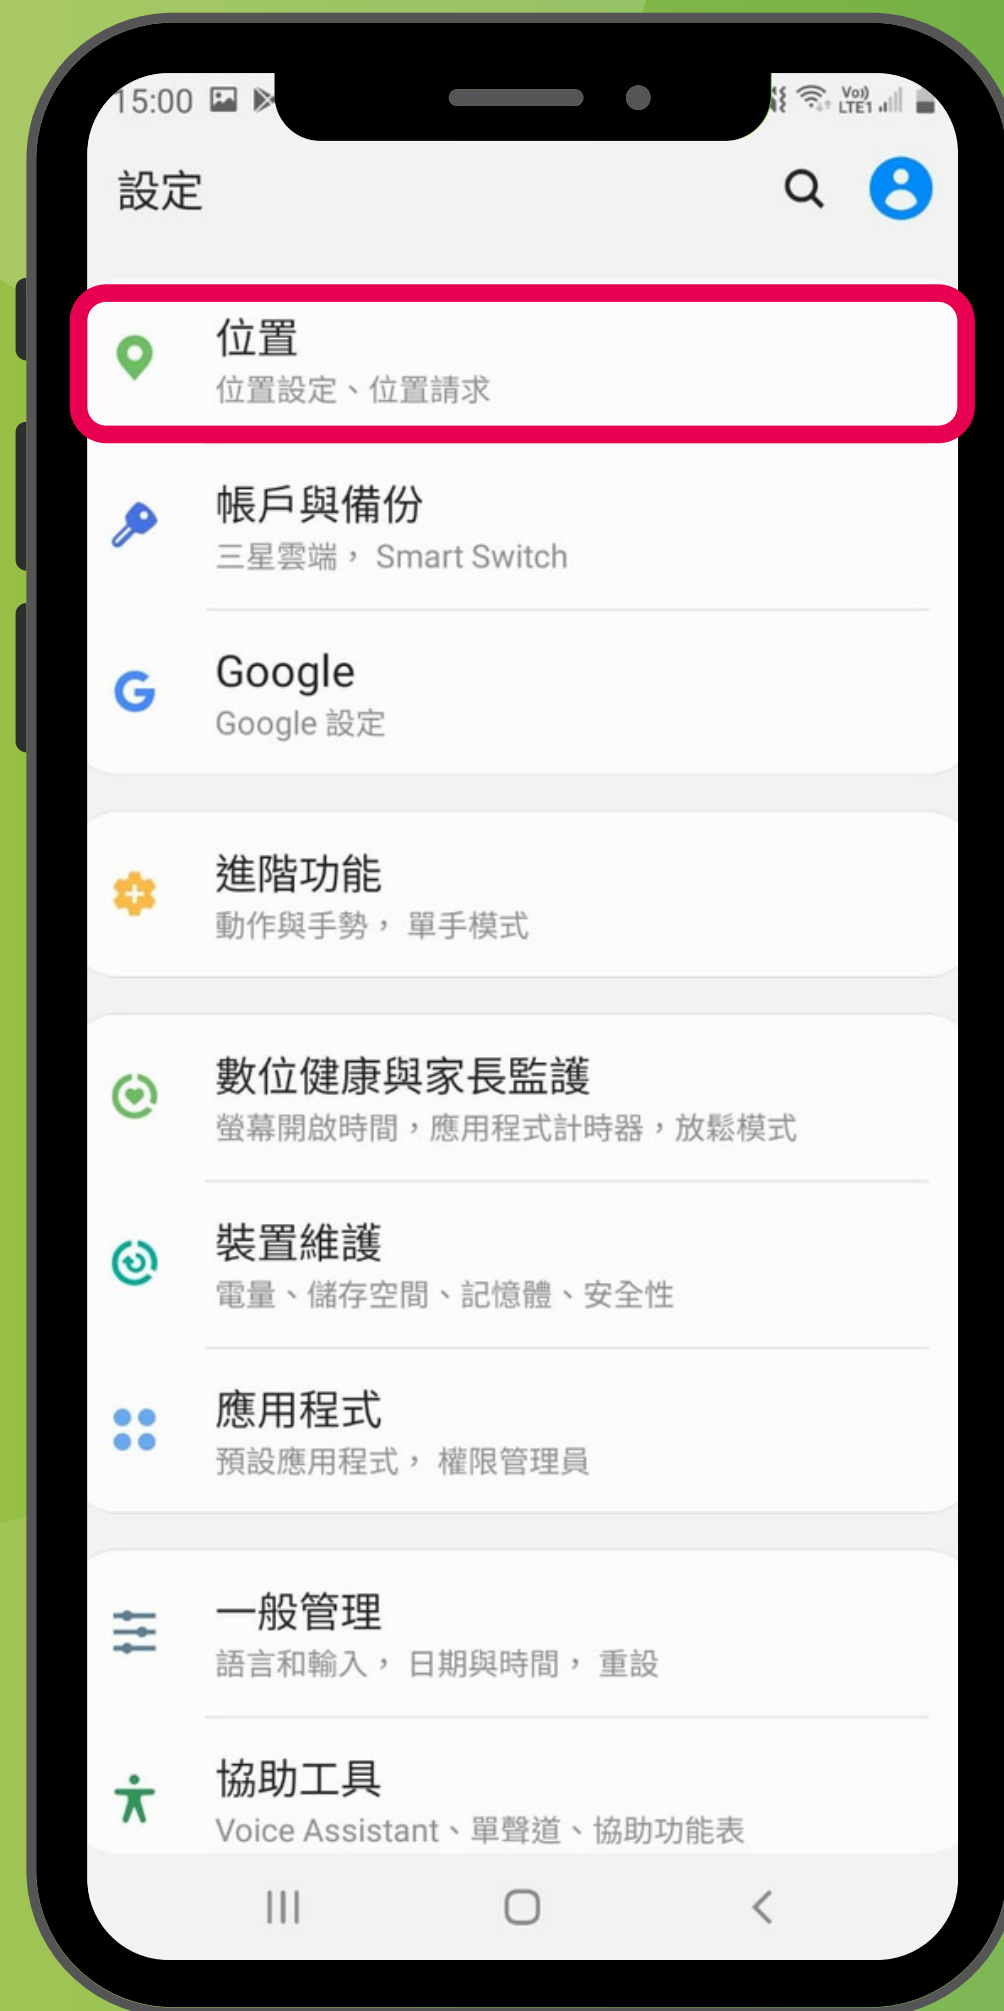 15:00
Vo))
LTE1
設定
位置
位置設定、位置請求
帳戶與備份
三星雲端， Smart Switch
Google
Google 設定
進階功能
動作與手勢， 單手模式
數位健康與家長監護
螢幕開啟時間，應用程式計時器，放鬆模式
裝置維護
電量、儲存空間、記憶體、安全性
應用程式
預設應用程式， 權限管理員
一般管理
語言和輸入， 日期與時間， 重設
協助工具
Voice Assistant、單聲道、協助功能表